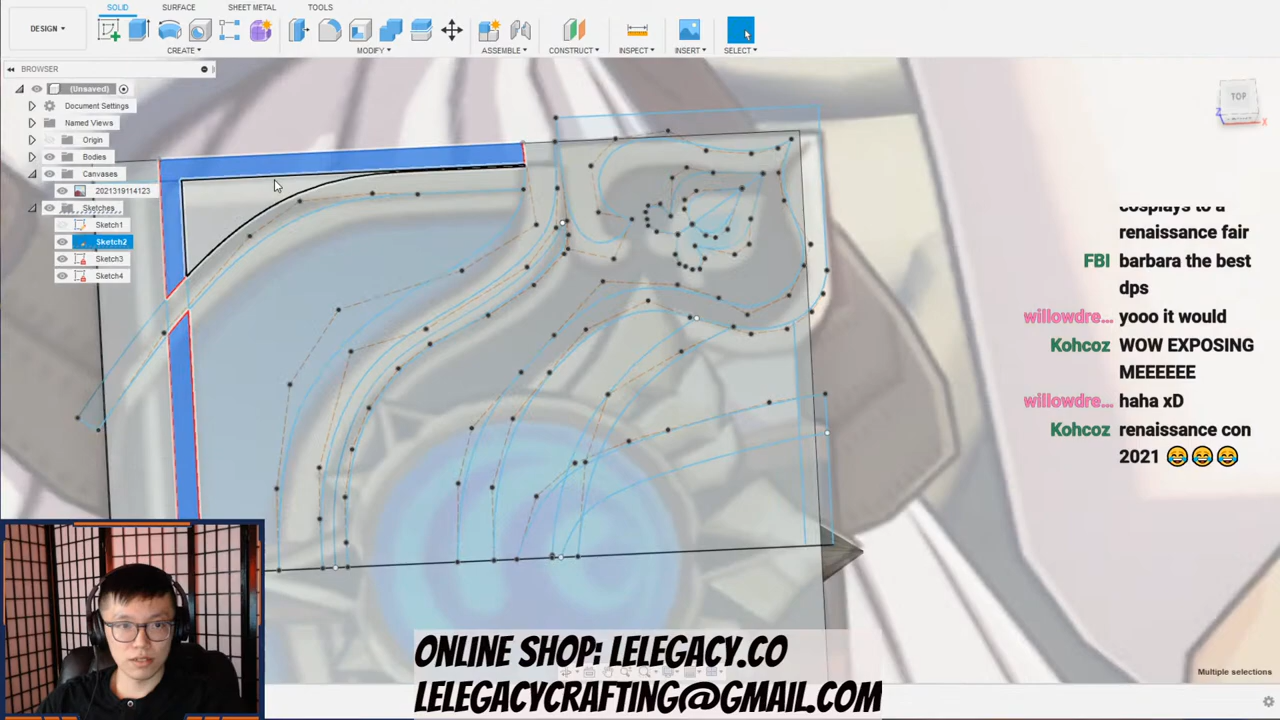 SOLID SURFACE SHEET METAL TOOLS
DESIGN
CREATE MODIFY ASSEMBLE CONSTRUCT INSPECT INSERT SELECT
BROWSER
(Unsaved)
Document Settings
Named Views
Origin
Bodies
Canvases
2021319114123
Sketches
Sketch1
Sketch2
Sketch3
Sketch4
TOP
Z
X
cosplays to a
renaissance fair
FBI barbara the best
dps
willowdre... yooo it would
Kohcoz WOW EXPOSING
MEEEEEE
willowdre... haha xD
Kohcoz renaissance con
2021 😂😂😂
ONLINE SHOP: LELEGACY.CO
LELEGACYCRAFTING@GMAIL.COM
Multiple selections